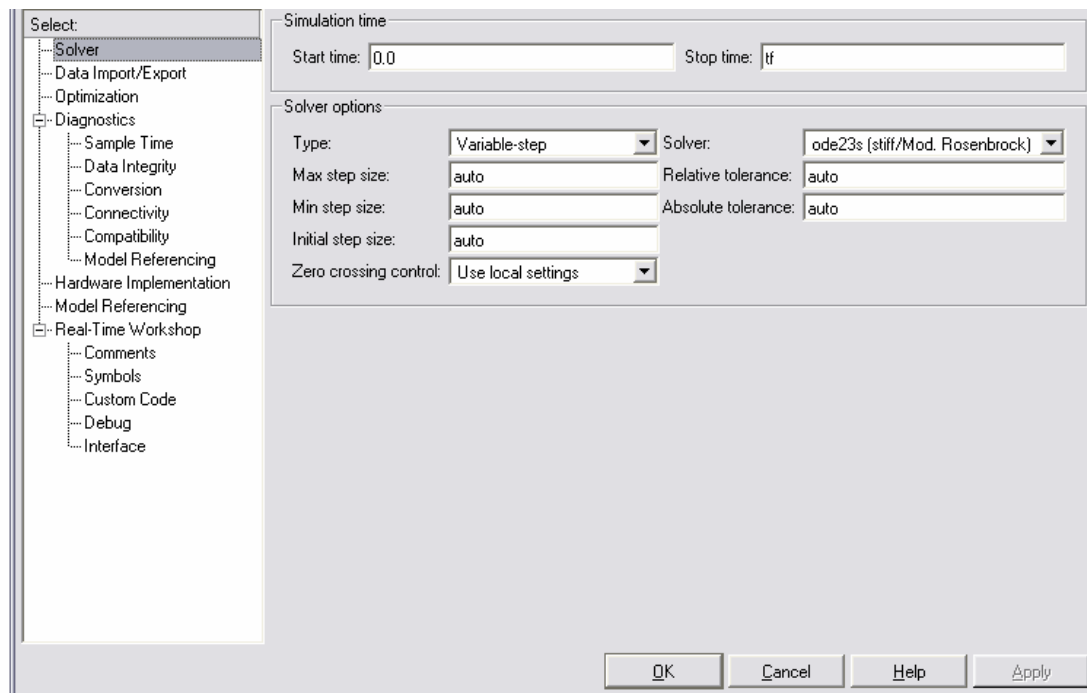 Select:
Solver
Data Import/Export
Optimization
Diagnostics
Sample Time
Data Integrity
Conversion
Connectivity
Compatibility
Model Referencing
Hardware Implementation
Model Referencing
Real-Time Workshop
Comments
Symbols
Custom Code
Debug
Interface
Simulation time
Start time: 0.0 Stop time: tf
Solver options
Type: Variable-step Solver: ode23s (stiff/Mod. Rosenbrock)
Max step size: auto Relative tolerance: auto
Min step size: auto Absolute tolerance: auto
Initial step size: auto
Zero crossing control: Use local settings
OK Cancel Help Apply